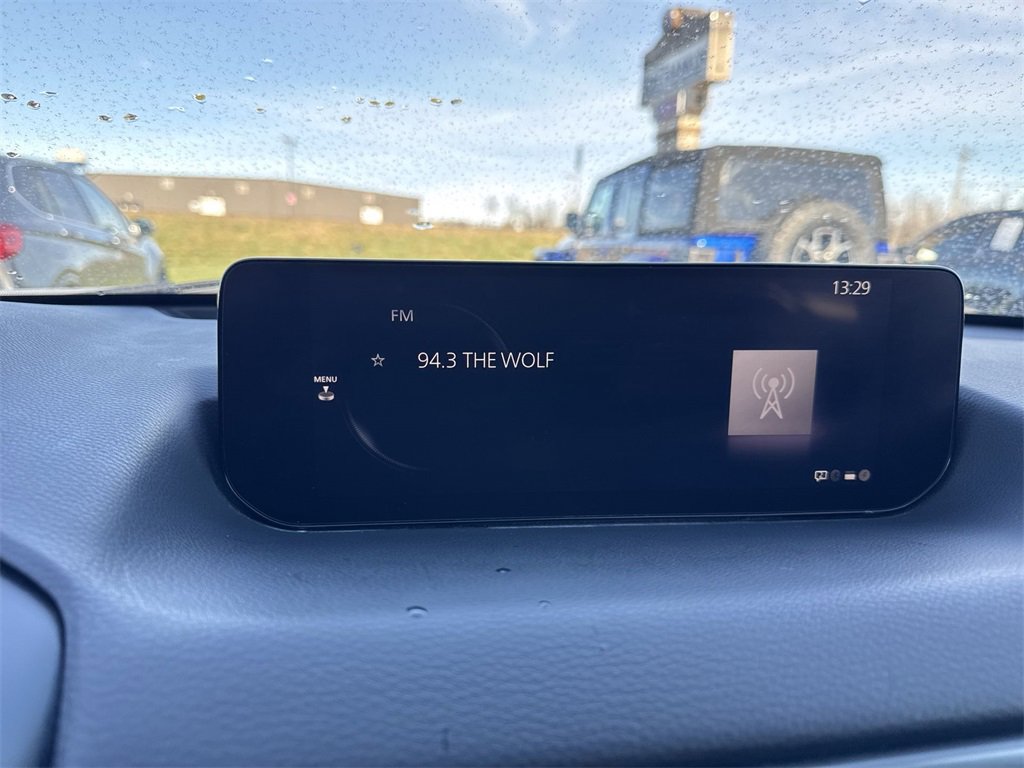 13:29
FM
☆ 94.3 THE WOLF
MENU